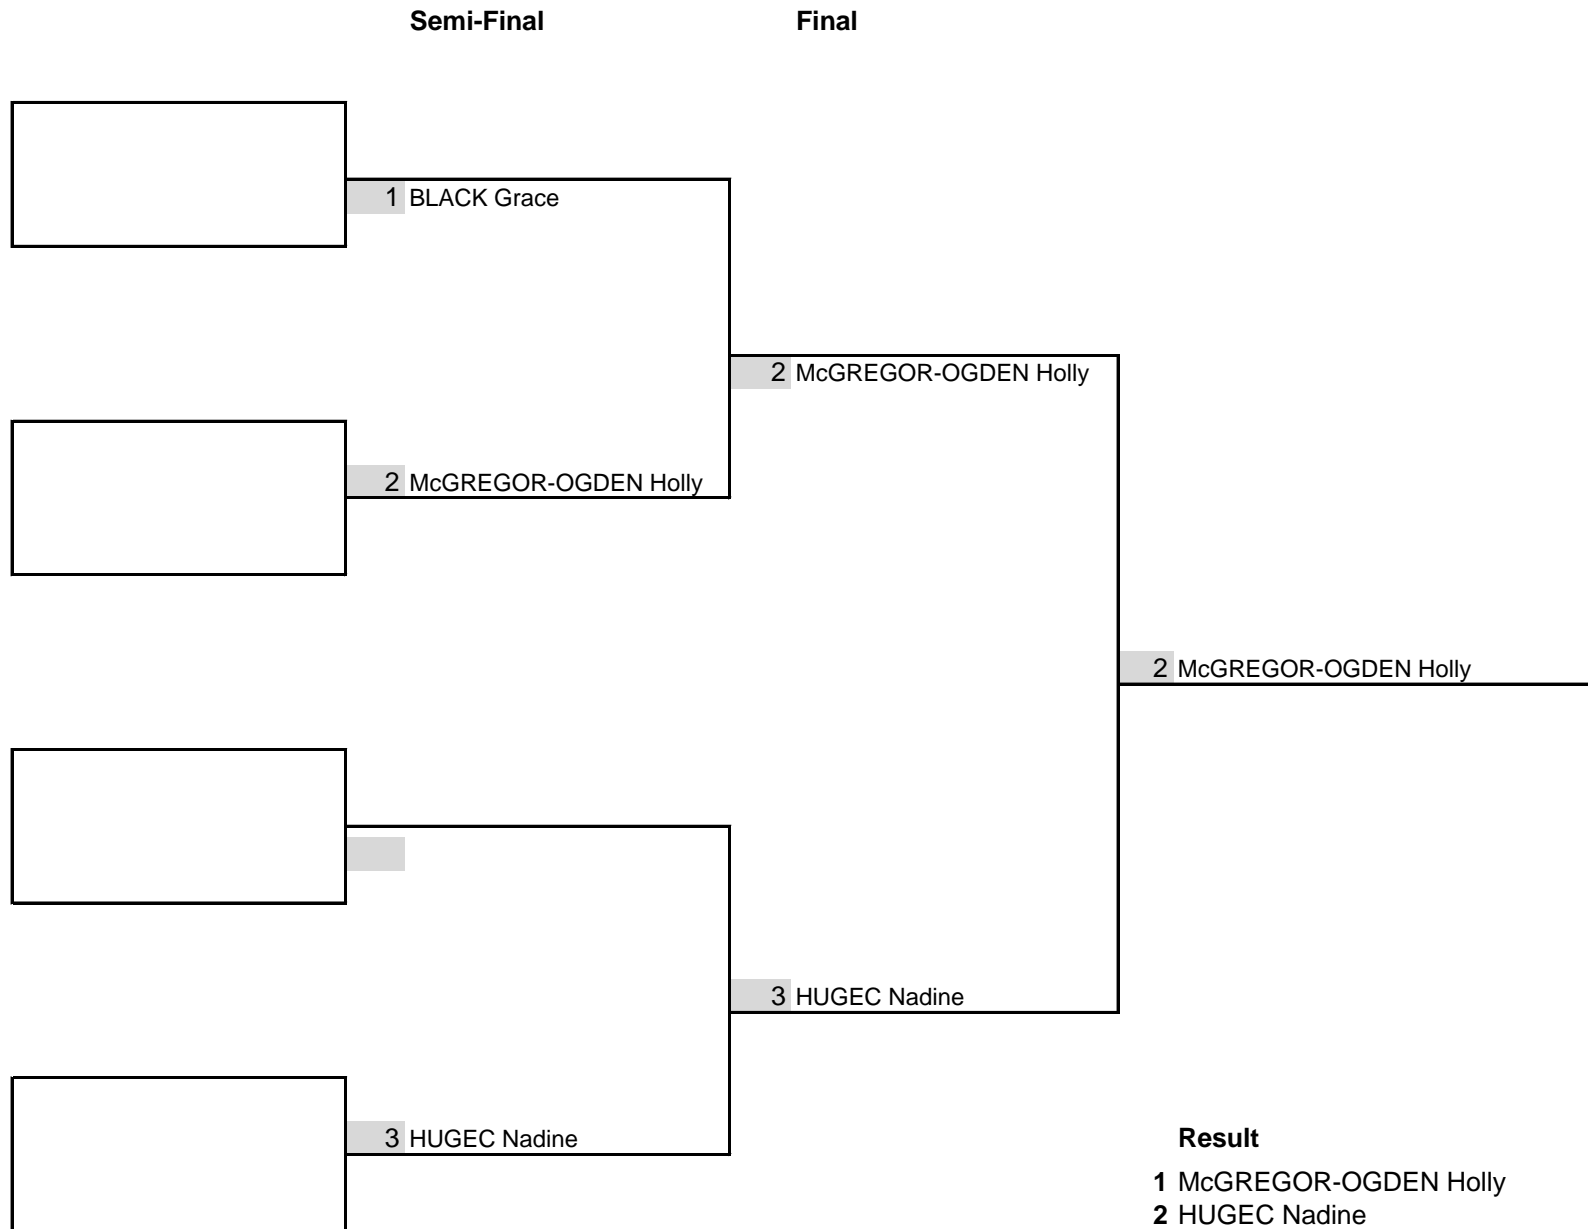 Semi-Final Final
1 BLACK Grace
2 McGREGOR-OGDEN Holly
2 McGREGOR-OGDEN Holly
2 McGREGOR-OGDEN Holly
3 HUGEC Nadine
3 HUGEC Nadine
Result
1 McGREGOR-OGDEN Holly
2 HUGEC Nadine